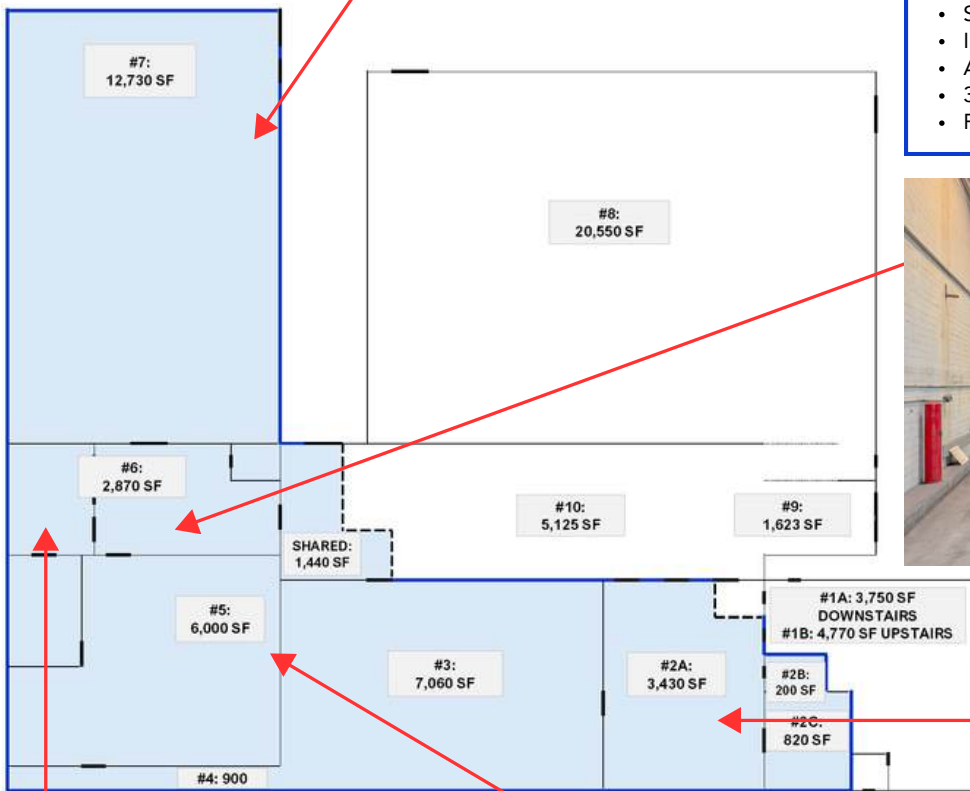 #7:
12,730 SF
#8:
20,550 SF
#6:
2,870 SF
#10:
5,125 SF
#9:
1,623 SF
SHARED:
1,440 SF
#1A: 3,750 SF
DOWNSTAIRS
#1B: 4,770 SF UPSTAIRS
#5:
6,000 SF
#3:
7,060 SF
#2A:
3,430 SF
#2B:
200 SF
#2C:
820 SF
#4: 900